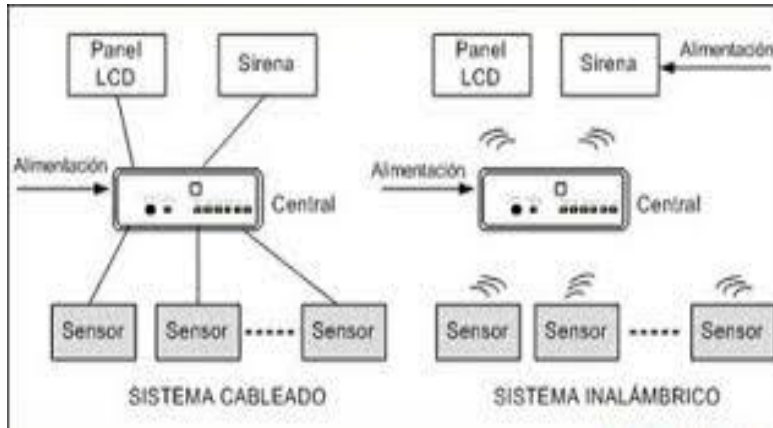 Panel
LCD
Sirena
Alimentación
Central
Sensor
Sensor
Sensor
SISTEMA CABLEADO
Panel
LCD
Sirena
Alimentación
Alimentación
Central
Sensor
Sensor
Sensor
SISTEMA INALÁMBRICO